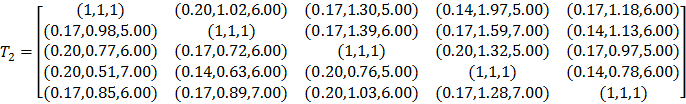 (1,1,1) (0.20,1.02,6.00) (0.17,1.30,5.00) (0.14,1.97,5.00) (0.17,1.18,6.00)
(0.17,0.98,5.00) (1,1,1) (0.17,1.39,6.00) (0.17,1.59,7.00) (0.14,1.13,6.00)
T₂ = (0.20,0.77,6.00) (0.17,0.72,6.00) (1,1,1) (0.20,1.32,5.00) (0.17,0.97,5.00)
(0.20,0.51,7.00) (0.14,0.63,6.00) (0.20,0.76,5.00) (1,1,1) (0.14,0.78,6.00)
(0.17,0.85,6.00) (0.17,0.89,7.00) (0.20,1.03,6.00) (0.17,1.28,7.00) (1,1,1)